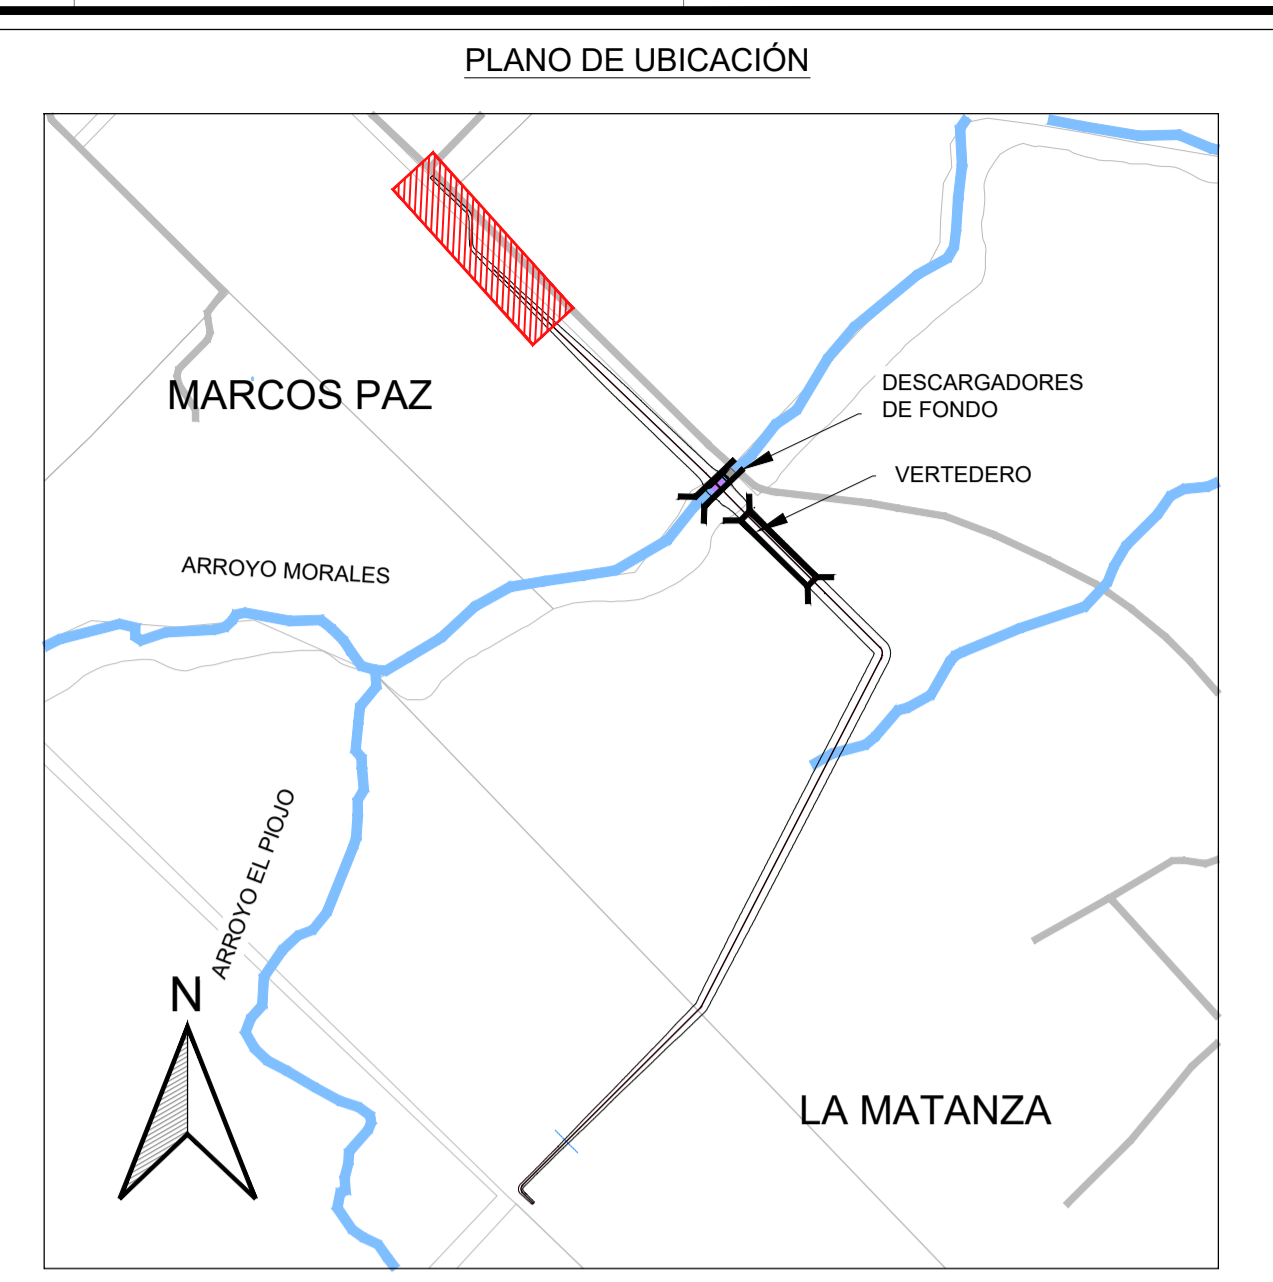 PLANO DE UBICACIÓN
MARCOS PAZ
DESCARGADORES
DE FONDO
VERTEDERO
ARROYO MORALES
ARROYO EL PIOJO
N
LA MATANZA